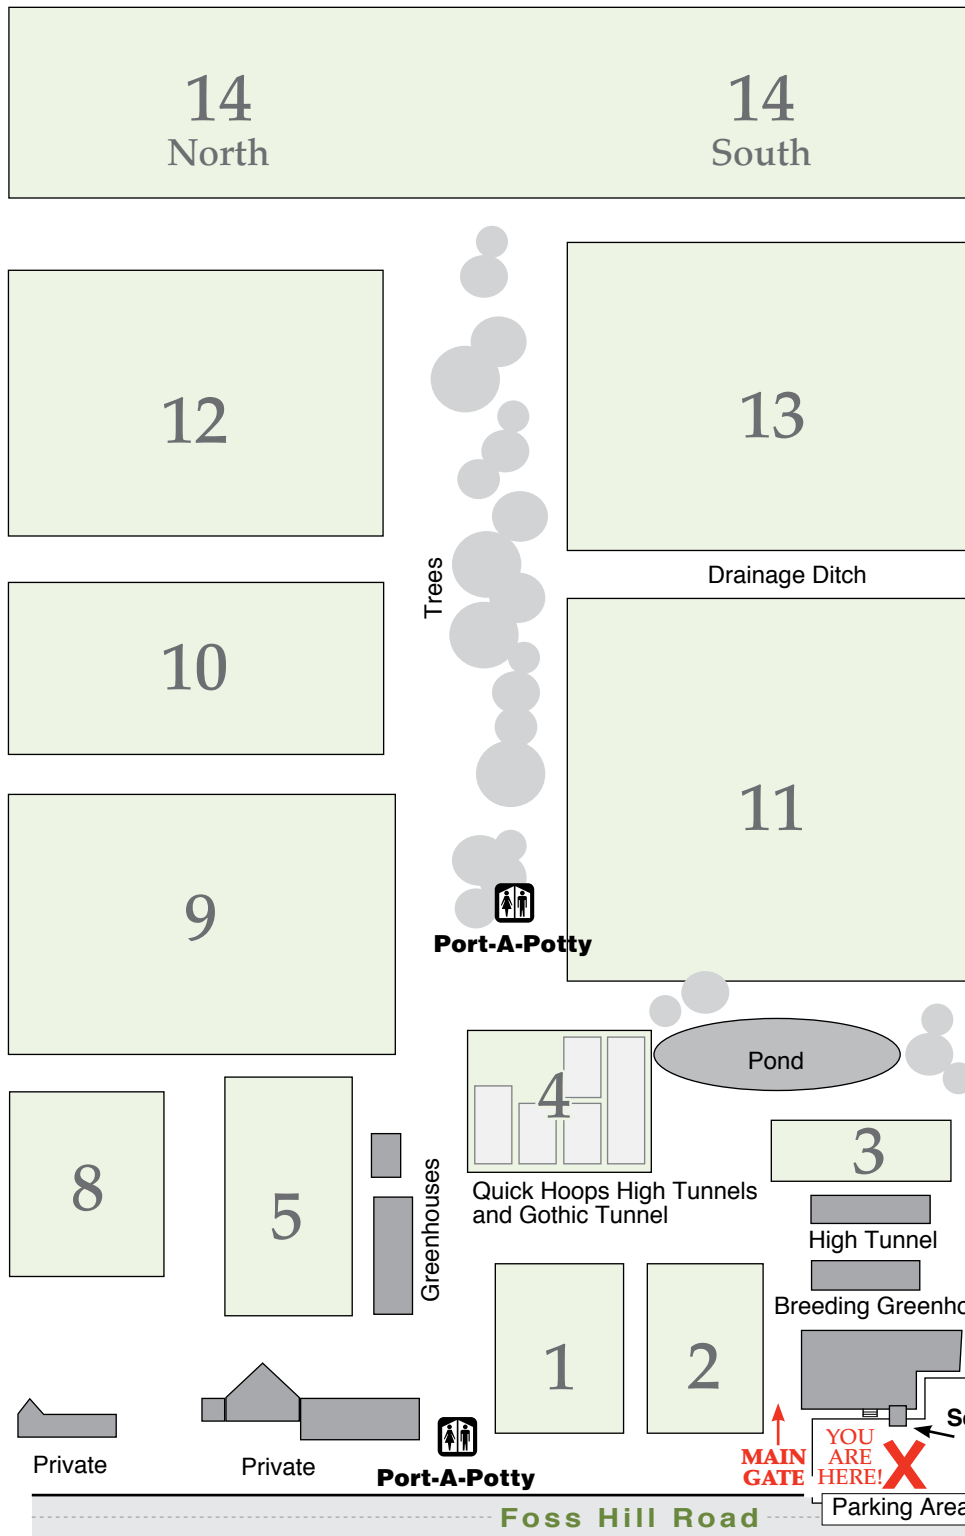 14
North
14
South
12
13
Trees
Drainage Ditch
10
11
9
Port-A-Potty
Pond
4
3
8
5
Greenhouses
Quick Hoops High Tunnels
and Gothic Tunnel
High Tunnel
Breeding Greenho
1
2
Private
Private
Port-A-Potty
MAIN
GATE
YOU
ARE
HERE!
X
Parking Area
Foss Hill Road